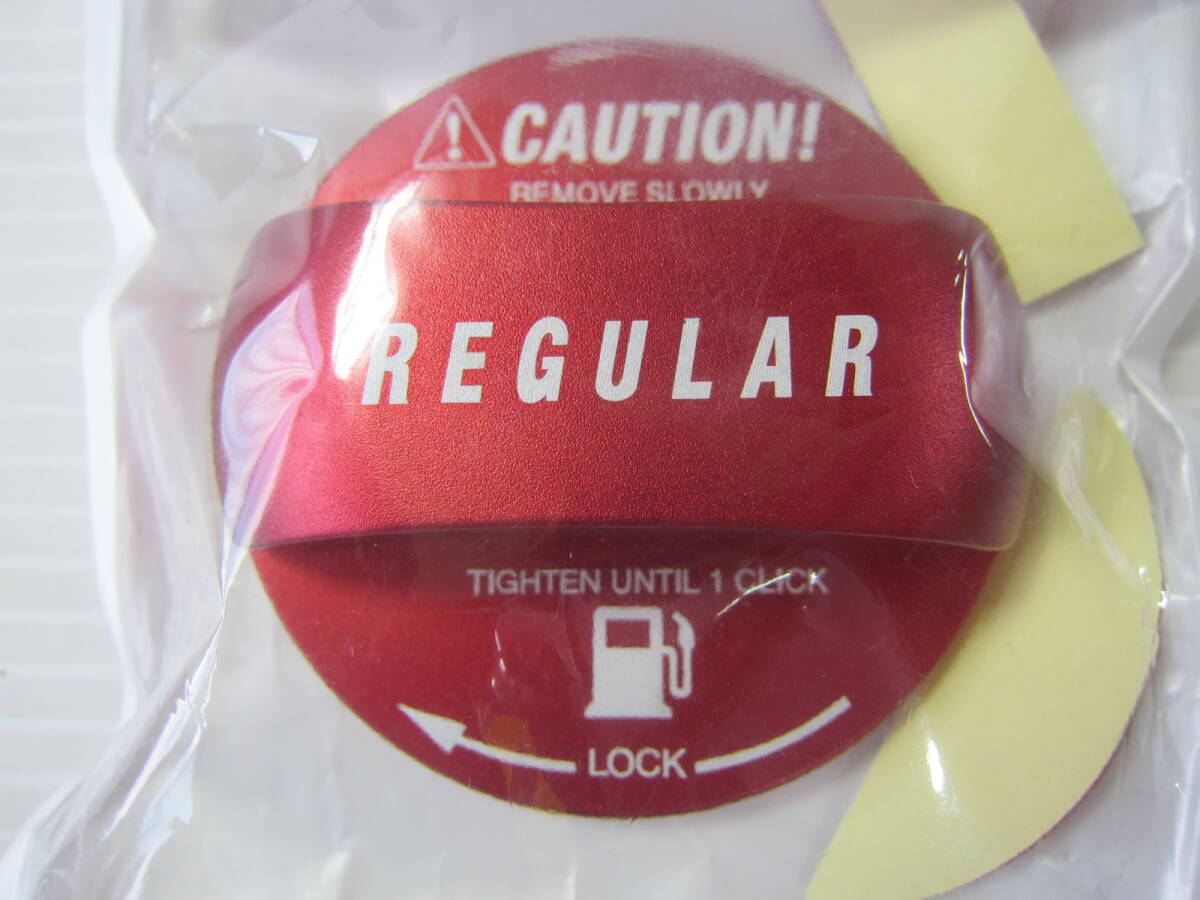 CAUTION!
REMOVE SLOWLY
REGULAR
TIGHTEN UNTIL 1 CLICK
LOCK